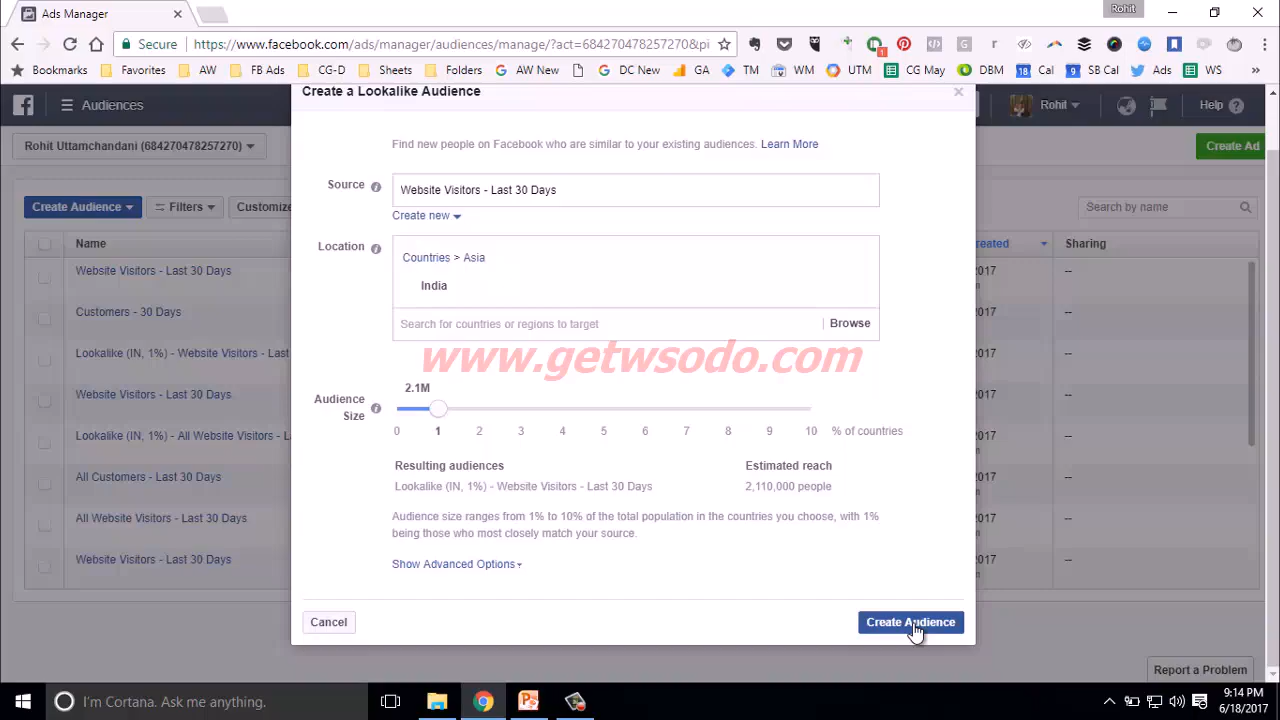 Ads Manager
Rohit
Secure
https://www.facebook.com/ads/manager/audiences/manage/?act=684270478257270&pi
Bookmarks
Favorites
AW
FB Ads
CG-D
Sheets
Folders
AW New
DC New
GA
TM
WM
UTM
CG May
DBM
Cal
SB Cal
Ads
WS
Audiences
Create a Lookalike Audience
Rohit
Help
Rohit Uttamchandani (684270478257270)
Create Ad
Find new people on Facebook who are similar to your existing audiences. Learn More
Create Audience
Filters
Customize
Search by name
Source
Website Visitors - Last 30 Days
Create new
Name
reated
Sharing
Location
Countries > Asia
India
Search for countries or regions to target
Browse
Website Visitors - Last 30 Days
2017
--
Customers - 30 Days
2017
--
Lookalike (IN, 1%) - Website Visitors - Last
2017
--
Website Visitors - Last 30 Days
2017
--
Lookalike (IN, 1%) - All Website Visitors - L
2017
--
All Customers - Last 30 Days
2017
--
All Website Visitors - Last 30 Days
2017
--
Website Visitors - Last 30 Days
2017
--
www.getwsodo.com
2.1M
Audience
Size
0 1 2 3 4 5 6 7 8 9 10 % of countries
Resulting audiences
Estimated reach
Lookalike (IN, 1%) - Website Visitors - Last 30 Days
2,110,000 people
Audience size ranges from 1% to 10% of the total population in the countries you choose, with 1%
being those who most closely match your source.
Show Advanced Options
Cancel
Create Audience
Report a Problem
I'm Cortana. Ask me anything.
9:14 PM
6/18/2017